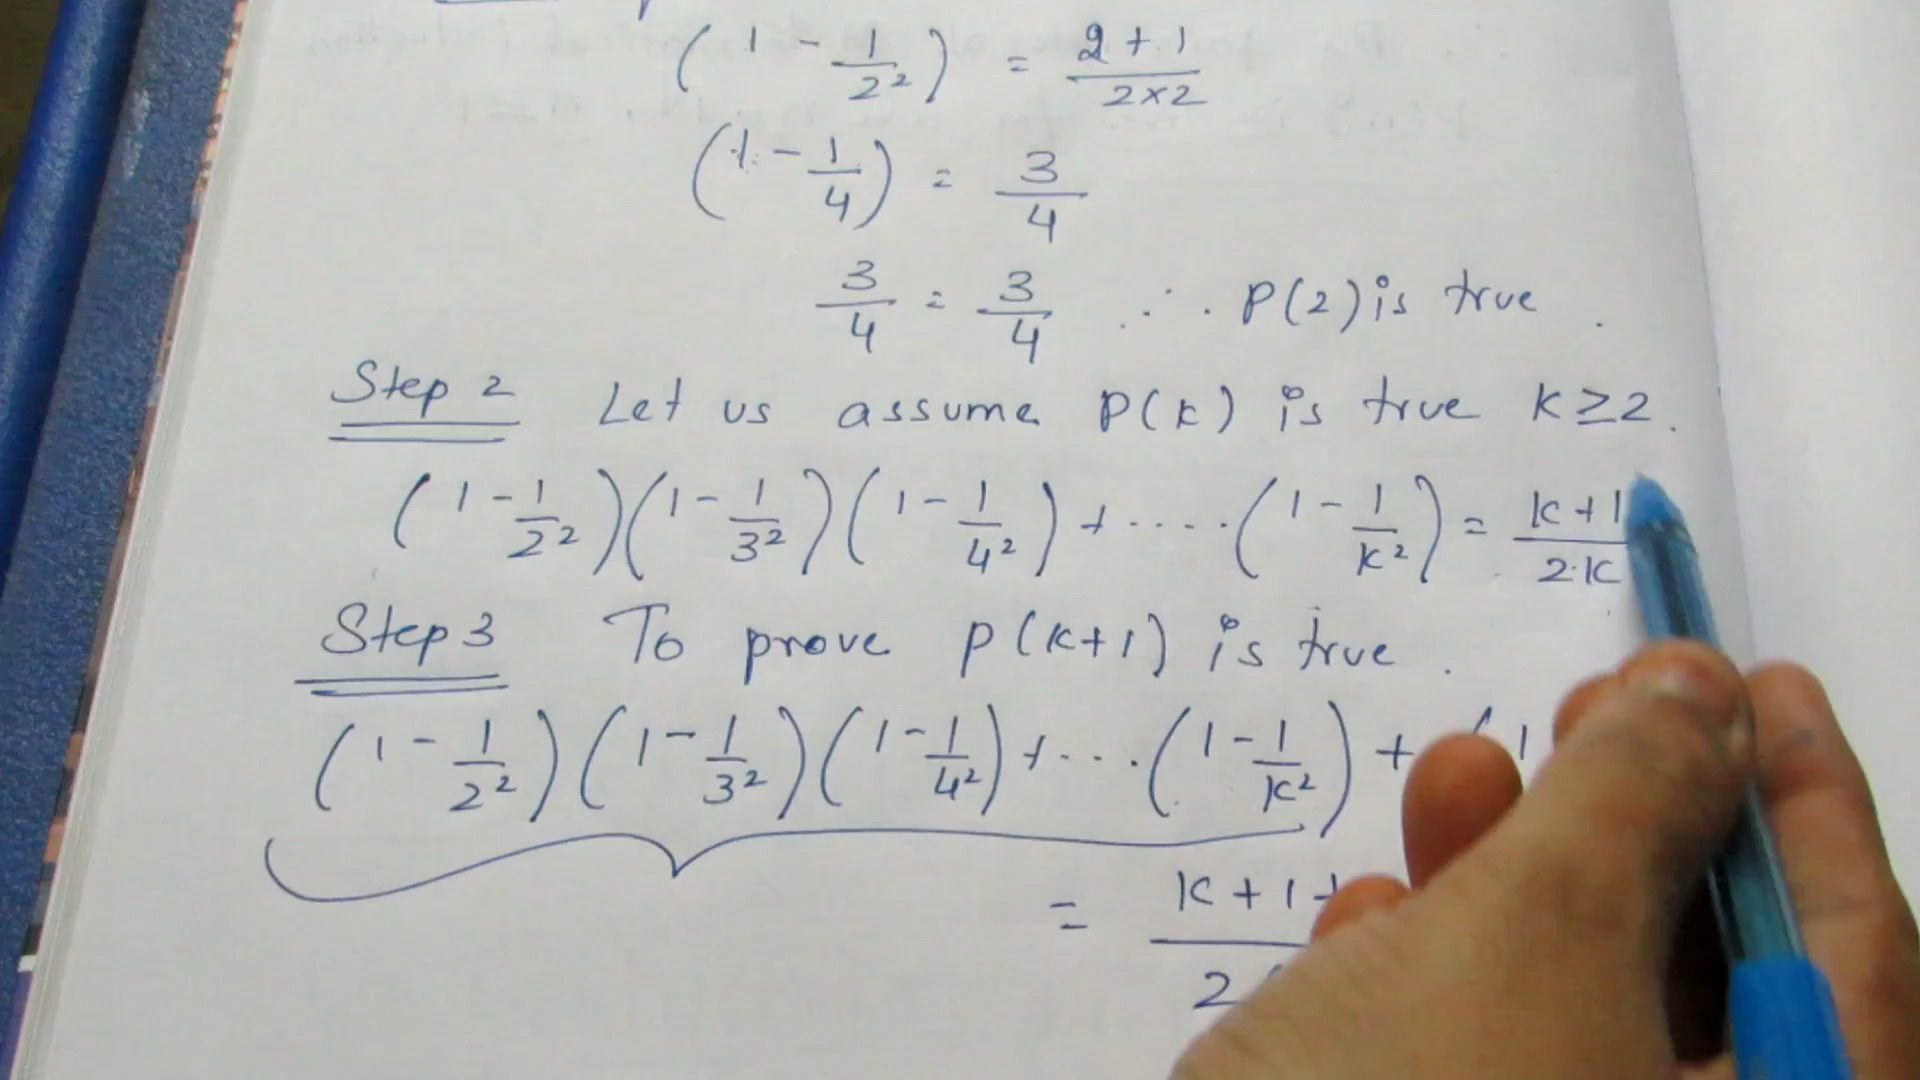 (1 - 1/2²) = 2+1/2×2
(1 - 1/4) = 3/4
3/4 = 3/4 ∴ P(2) is true.
Step 2 Let us assume P(k) is true k≥2.
(1 - 1/2²)(1 - 1/3²)(1 - 1/4²) + ....(1 - 1/k²) = k+1/2·k
Step 3 To prove P(k+1) is true.
(1 - 1/2²)(1 - 1/3²)(1 - 1/4²) + ...(1 - 1/k²) + (1
= k+1+/2(